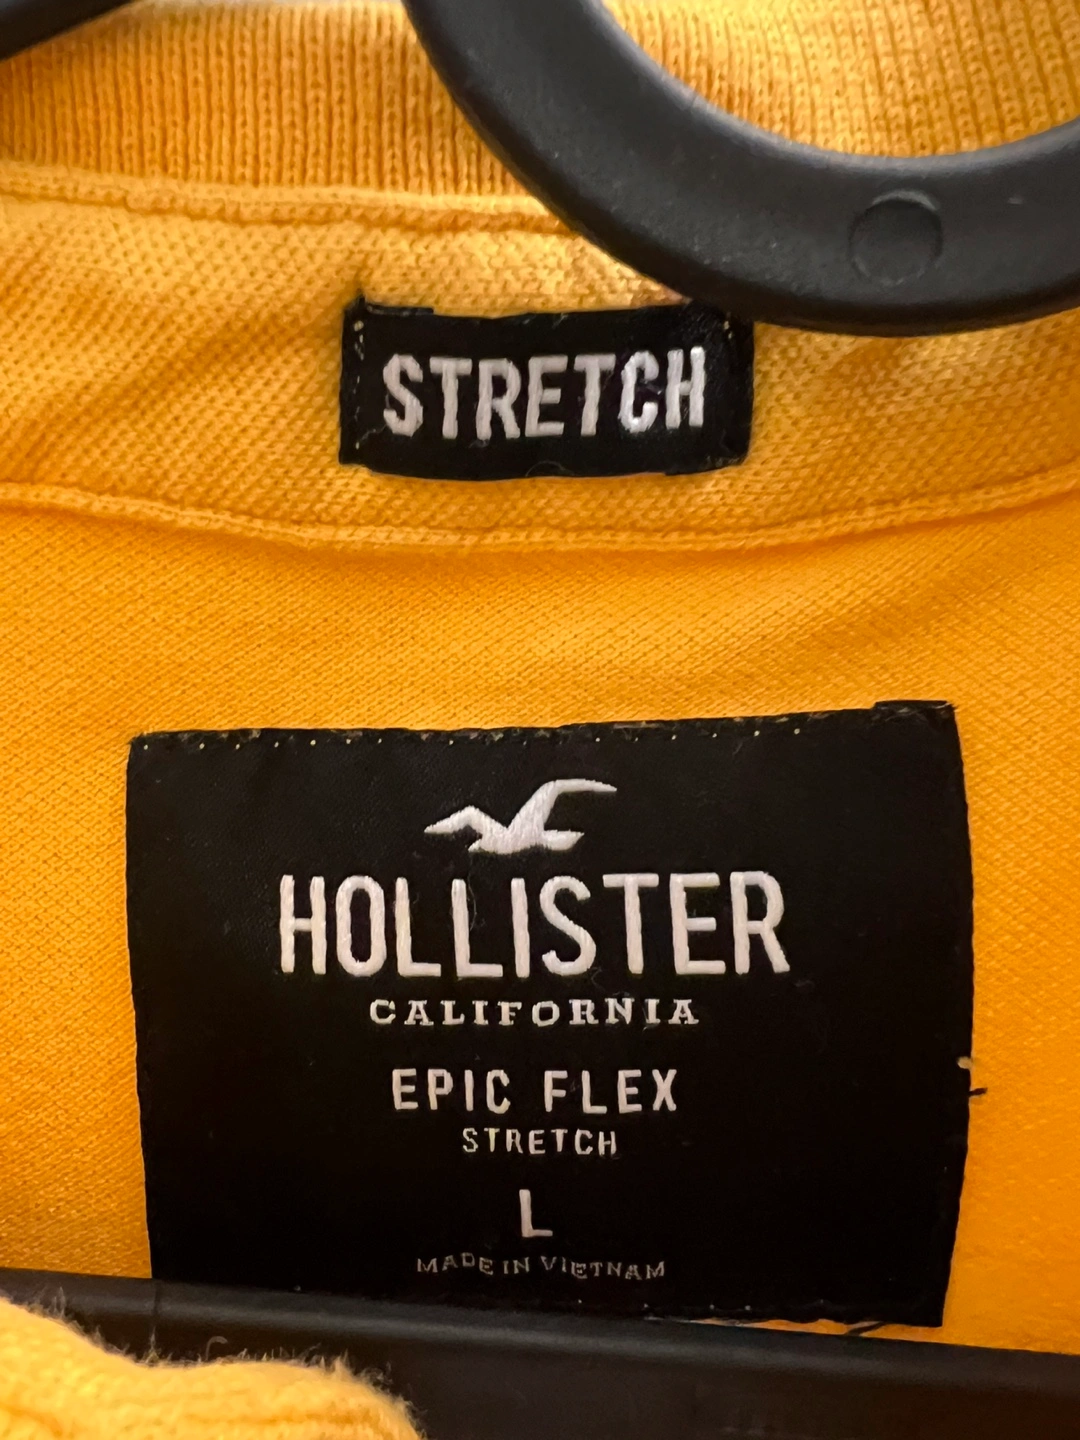 STRETCH
HOLLISTER
CALIFORNIA
EPIC FLEX
STRETCH
L
MADE IN VIETNAM